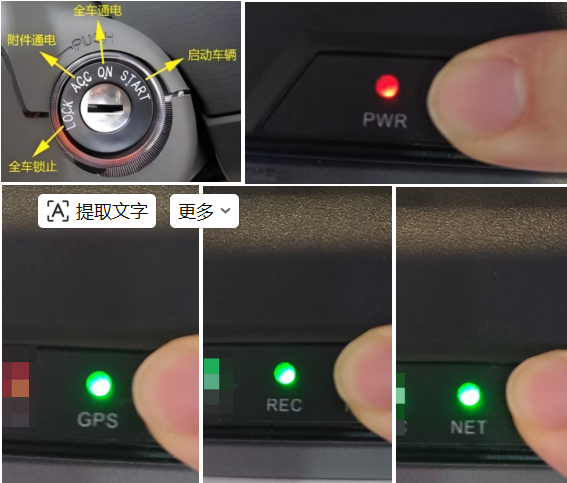 全车通电
附件通电
PUSH
启动车辆
LOCK ACC ON START
全车锁止
PWR
提取文字
更多
GPS
REC
NET